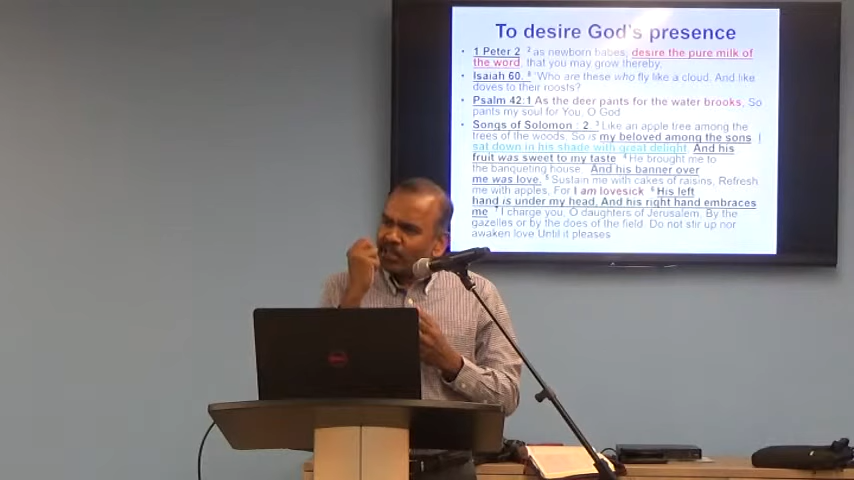 To desire God's presence
• 1 Peter 2 2 as newborn babes, desire the pure milk of
the word, that you may grow thereby,
• Isaiah 60. 8 "Who are these who fly like a cloud, And like
doves to their roosts?
• Psalm 42:1 As the deer pants for the water brooks, So
pants my soul for You, O God
• Songs of Solomon : 2. 3 Like an apple tree among the
trees of the woods, So is my beloved among the sons. I
sat down in his shade with great delight, And his
fruit was sweet to my taste. 4 He brought me to
the banqueting house, And his banner over
me was love. 5 Sustain me with cakes of raisins, Refresh
me with apples, For I am lovesick. 6 His left
hand is under my head, And his right hand embraces
me. 7 I charge you, O daughters of Jerusalem, By the
gazelles or by the does of the field, Do not stir up nor
awaken love Until it pleases